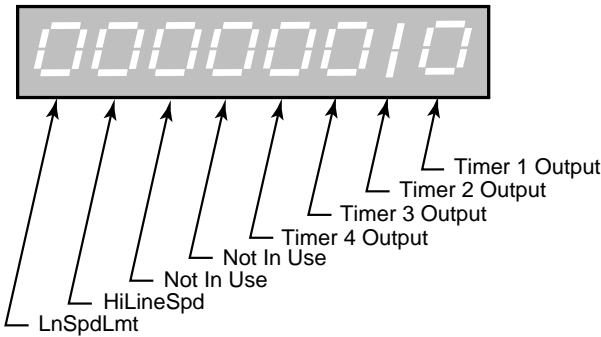 00000010
Timer 1 Output
Timer 2 Output
Timer 3 Output
Timer 4 Output
Not In Use
Not In Use
HiLineSpd
LnSpdLmt